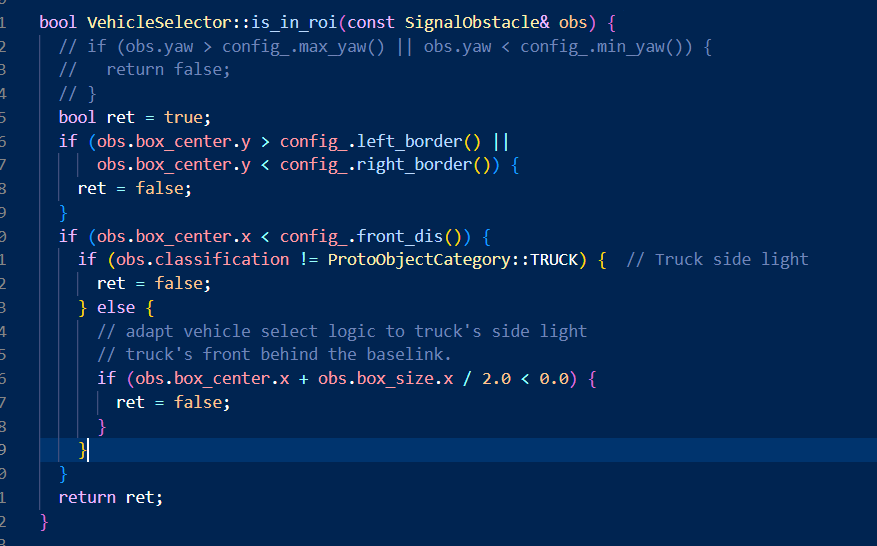 1 bool VehicleSelector::is_in_roi(const SignalObstacle& obs) {
2 // if (obs.yaw > config_.max_yaw() || obs.yaw < config_.min_yaw()) {
3 //   return false;
4 // }
5 bool ret = true;
6 if (obs.box_center.y > config_.left_border() ||
7 obs.box_center.y < config_.right_border()) {
8 ret = false;
9 }
0 if (obs.box_center.x < config_.front_dis()) {
1 if (obs.classification != ProtoObjectCategory::TRUCK) {  // Truck side light
2 ret = false;
3 } else {
4 // adapt vehicle select logic to truck's side light
5 // truck's front behind the baselink.
6 if (obs.box_center.x + obs.box_size.x / 2.0 < 0.0) {
7 ret = false;
8 }
9 }
0 }
1 return ret;
2 }
3